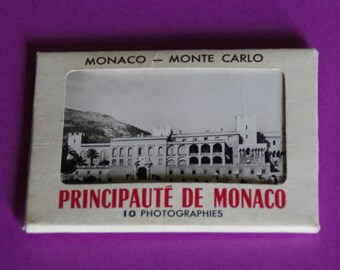 MONACO — MONTE CARLO
PRINCIPAUTÉ DE MONACO
10 PHOTOGRAPHIES